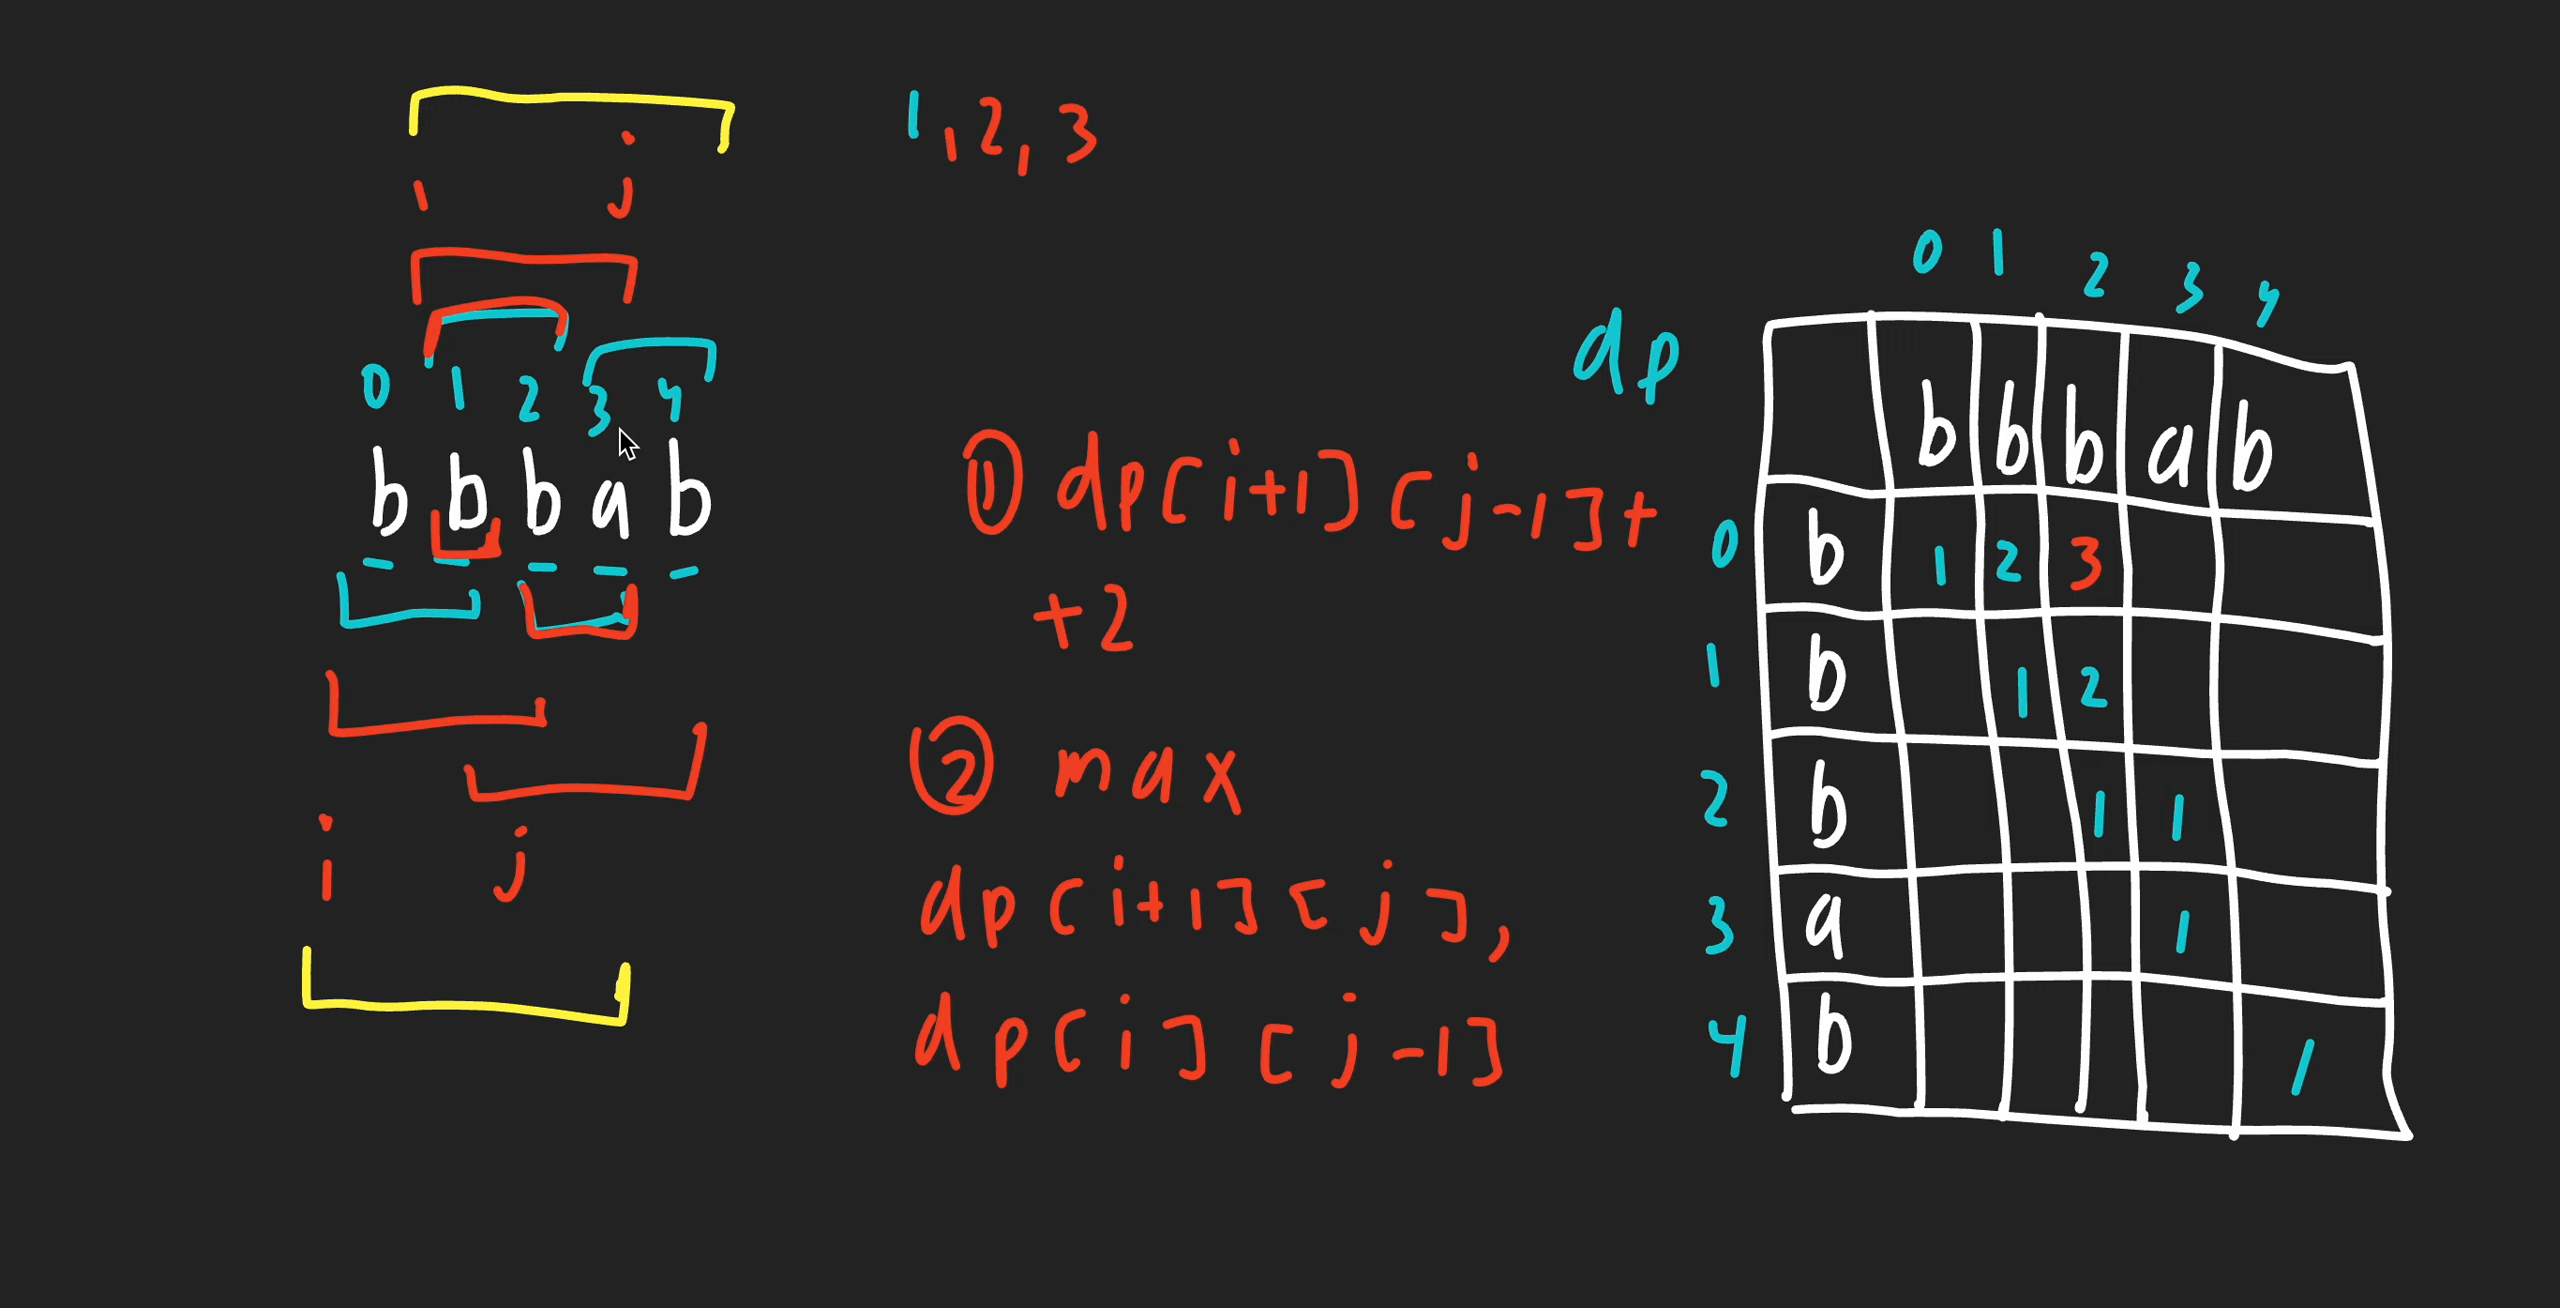 1, 2, 3
i j
0 1 2 3 4
b b b a b
i j
① dp[i+1][j-1]+
+2
② max
dp[i+1][j],
dp[i][j-1]
dp
0 1 2 3 4
b b b a b
0 b 1 2 3
1 b 1 2
2 b 1 1
3 a 1
4 b 1